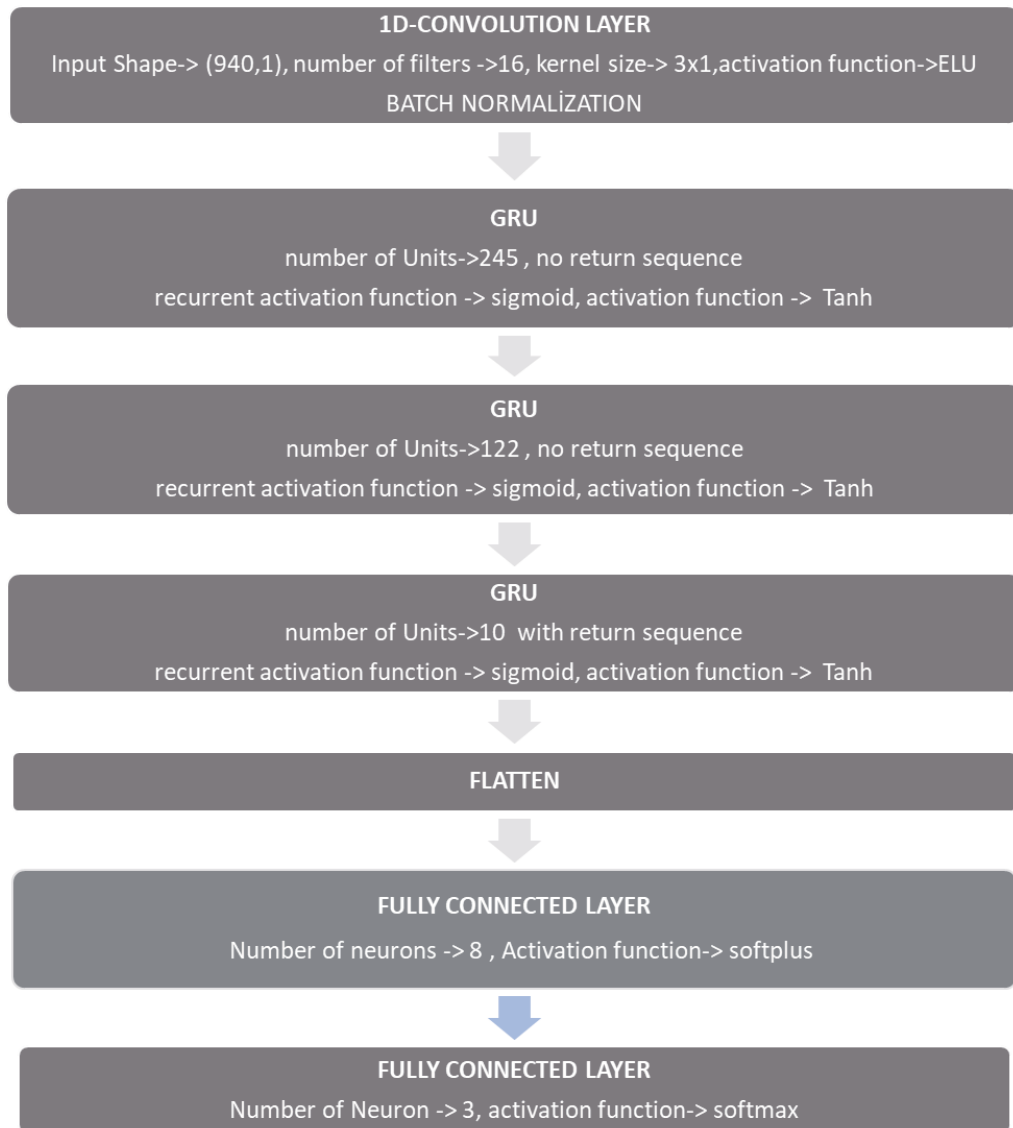 1D-CONVOLUTION LAYER
Input Shape-> (940,1), number of filters ->16, kernel size-> 3x1,activation function->ELU
BATCH NORMALİZATION
GRU
number of Units->245 , no return sequence
recurrent activation function -> sigmoid, activation function -> Tanh
GRU
number of Units->122 , no return sequence
recurrent activation function -> sigmoid, activation function -> Tanh
GRU
number of Units->10 with return sequence
recurrent activation function -> sigmoid, activation function -> Tanh
FLATTEN
FULLY CONNECTED LAYER
Number of neurons -> 8 , Activation function-> softplus
FULLY CONNECTED LAYER
Number of Neuron -> 3, activation function-> softmax